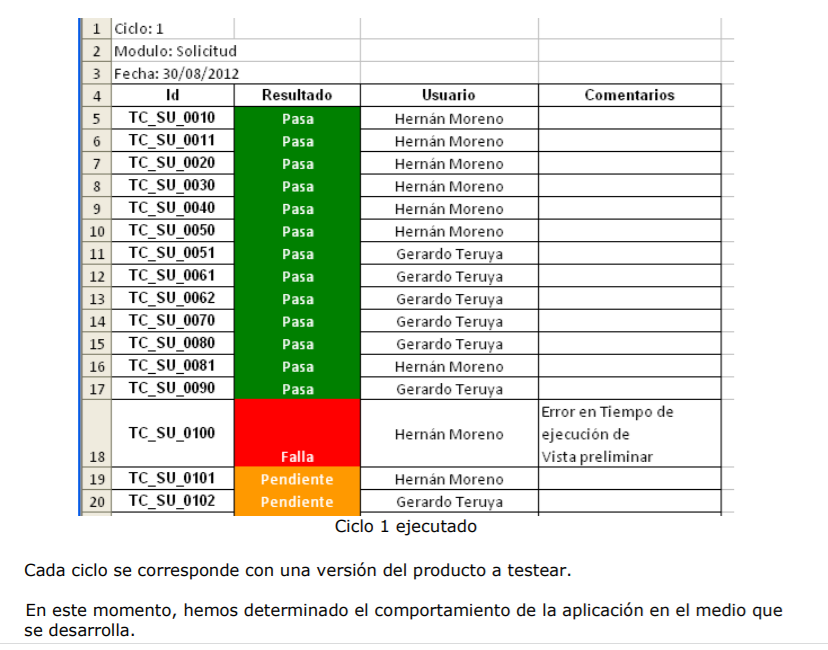 1 Ciclo: 1
2 Modulo: Solicitud
3 Fecha: 30/08/2012
4 Id Resultado Usuario Comentarios
5 TC_SU_0010 Pasa Hernán Moreno
6 TC_SU_0011 Pasa Hernán Moreno
7 TC_SU_0020 Pasa Hernán Moreno
8 TC_SU_0030 Pasa Hernán Moreno
9 TC_SU_0040 Pasa Hernán Moreno
10 TC_SU_0050 Pasa Hernán Moreno
11 TC_SU_0051 Pasa Gerardo Teruya
12 TC_SU_0061 Pasa Gerardo Teruya
13 TC_SU_0062 Pasa Gerardo Teruya
14 TC_SU_0070 Pasa Gerardo Teruya
15 TC_SU_0080 Pasa Gerardo Teruya
16 TC_SU_0081 Pasa Hernán Moreno
17 TC_SU_0090 Pasa Gerardo Teruya
18 TC_SU_0100 Falla Hernán Moreno Error en Tiempo de
ejecución de
Vista preliminar
19 TC_SU_0101 Pendiente Hernán Moreno
20 TC_SU_0102 Pendiente Gerardo Teruya
Ciclo 1 ejecutado
Cada ciclo se corresponde con una versión del producto a testear.
En este momento, hemos determinado el comportamiento de la aplicación en el medio que
se desarrolla.